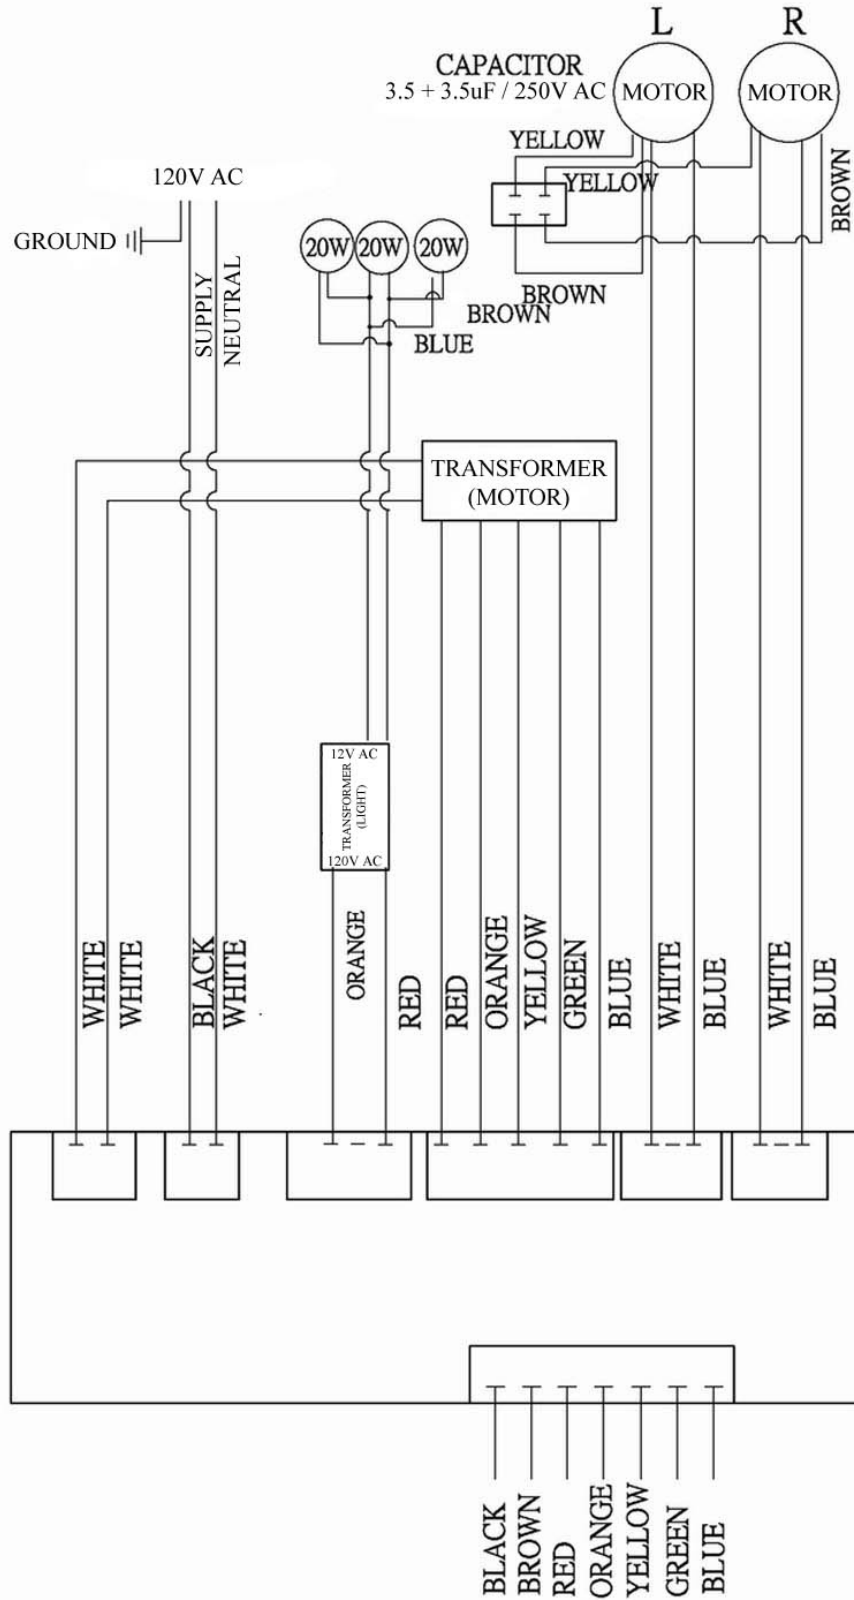 L
R
CAPACITOR
3.5 + 3.5uF / 250V AC
MOTOR
MOTOR
YELLOW
YELLOW
BROWN
120V AC
GROUND
20W
20W
20W
SUPPLY
NEUTRAL
BROWN
BROWN
BLUE
TRANSFORMER
(MOTOR)
12V AC
TRANSFORMER
(LIGHT)
120V AC
WHITE
WHITE
BLACK
WHITE
ORANGE
RED
RED
ORANGE
YELLOW
GREEN
BLUE
WHITE
BLUE
WHITE
BLUE
BLACK
BROWN
RED
ORANGE
YELLOW
GREEN
BLUE